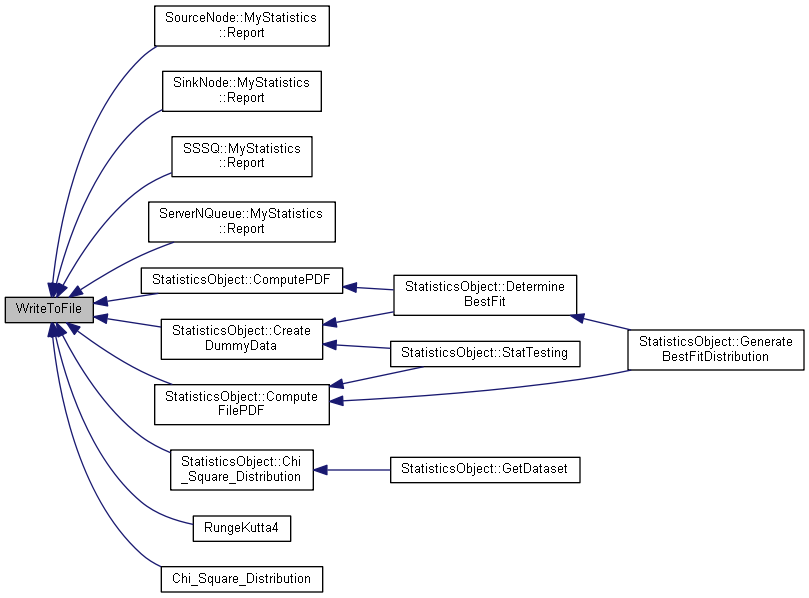 SourceNode::MyStatistics
::Report
SinkNode::MyStatistics
::Report
SSSQ::MyStatistics
::Report
ServerNQueue::MyStatistics
::Report
StatisticsObject::ComputePDF
StatisticsObject::Determine
BestFit
WriteToFile
StatisticsObject::Create
DummyData
StatisticsObject::StatTesting
StatisticsObject::Generate
BestFitDistribution
StatisticsObject::Compute
FilePDF
StatisticsObject::Chi
_Square_Distribution
StatisticsObject::GetDataset
RungeKutta4
Chi_Square_Distribution